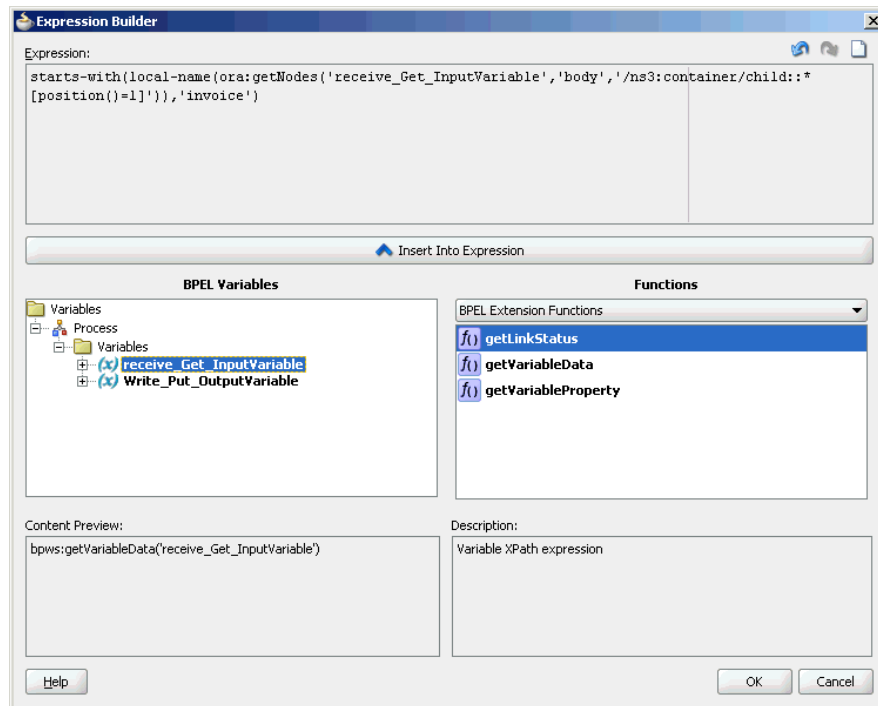 Expression Builder
Expression:
starts-with(local-name(ora:getNodes('receive_Get_InputVariable','body','/ns3:container/child::*
[position()=1]')),'invoice')
Insert Into Expression
BPEL Variables
Variables
Process
Variables
(x) receive_Get_InputVariable
(x) Write_Put_OutputVariable
Functions
BPEL Extension Functions
f() getLinkStatus
f() getVariableData
f() getVariableProperty
Content Preview:
bpws:getVariableData('receive_Get_InputVariable')
Description:
Variable XPath expression
Help
OK
Cancel